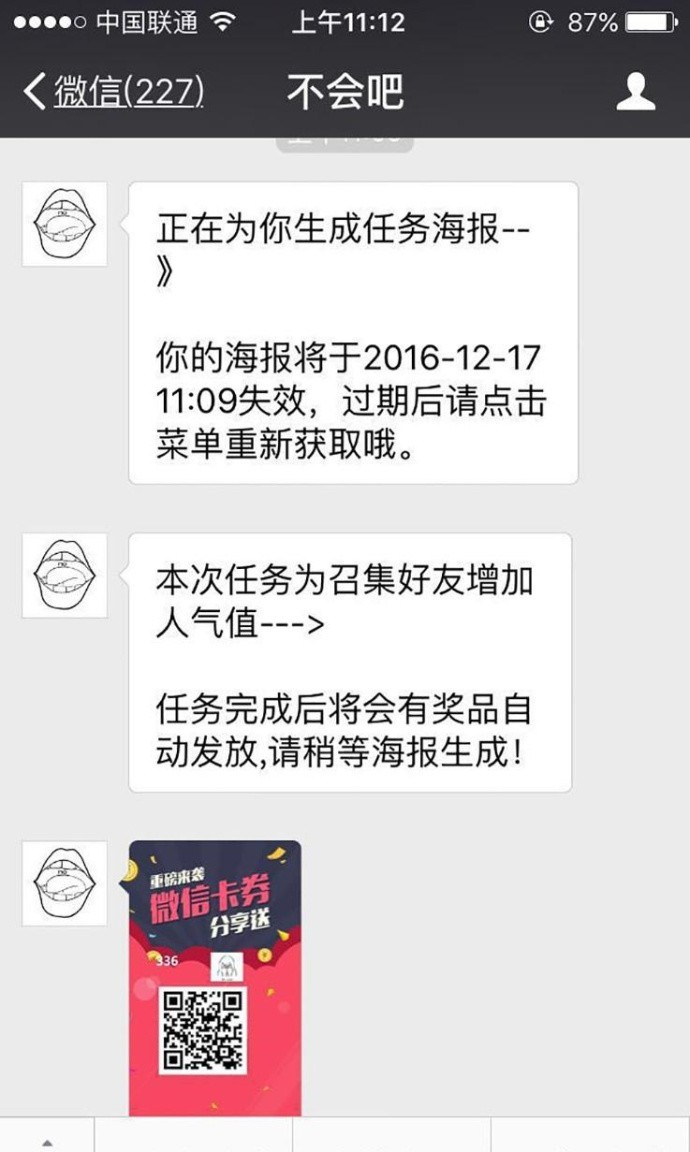 中国联通
上午11:12
87%
微信(227)
不会吧
正在为你生成任务海报--
》
你的海报将于2016-12-17
11:09失效，过期后请点击
菜单重新获取哦。
本次任务为召集好友增加
人气值--->
任务完成后将会有奖品自
动发放,请稍等海报生成！
重磅来袭
微信卡券
分享送
336